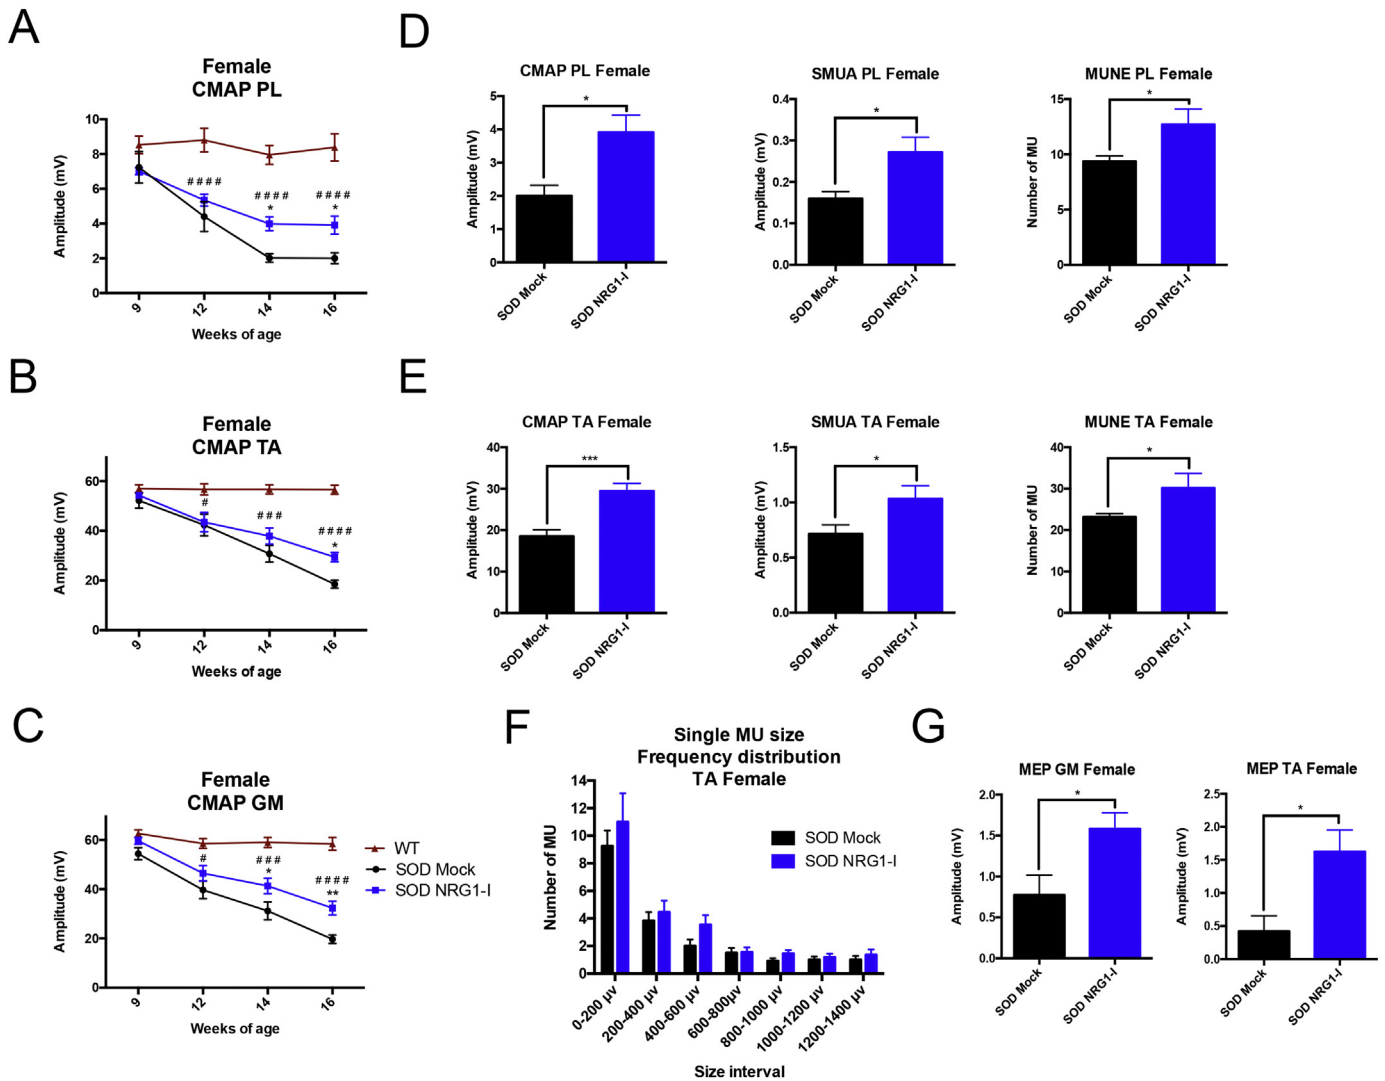 A
Female
CMAP PL
Amplitude (mV)
10
8
6
4
2
0
####
####
*
####
*
9
12
14
16
Weeks of age
B
Female
CMAP TA
Amplitude (mV)
60
40
20
0
#
###
####
*
9
12
14
16
Weeks of age
C
Female
CMAP GM
Amplitude (mV)
60
40
20
0
#
###
*
####
**
9
12
14
16
Weeks of age
WT
SOD Mock
SOD NRG1-I
D
CMAP PL Female
Amplitude (mV)
5
4
3
2
1
0
*
SOD Mock
SOD NRG1-I
SMUA PL Female
Amplitude (mV)
0.4
0.3
0.2
0.1
0.0
*
SOD Mock
SOD NRG1-I
MUNE PL Female
Number of MU
15
10
5
0
*
SOD Mock
SOD NRG1-I
E
CMAP TA Female
Amplitude (mV)
40
30
20
10
0
***
SOD Mock
SOD NRG1-I
SMUA TA Female
Amplitude (mV)
1.5
1.0
0.5
0.0
*
SOD Mock
SOD NRG1-I
MUNE TA Female
Number of MU
40
30
20
10
0
*
SOD Mock
SOD NRG1-I
F
Single MU size
Frequency distribution
TA Female
Number of MU
14
12
10
8
6
4
2
0
SOD Mock
SOD NRG1-I
0-200 μv
200-400 μv
400-600 μv
600-800μv
800-1000 μv
1000-1200 μv
1200-1400 μv
Size interval
G
MEP GM Female
Amplitude (mV)
2.0
1.5
1.0
0.5
0.0
*
SOD Mock
SOD NRG1-I
MEP TA Female
Amplitude (mV)
2.5
2.0
1.5
1.0
0.5
0.0
*
SOD Mock
SOD NRG1-I